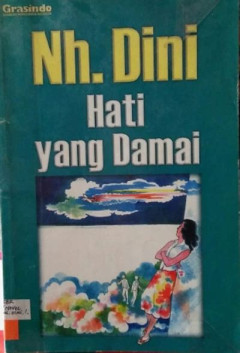 Grasindo
Nh. Dini
Hati
yang Damai